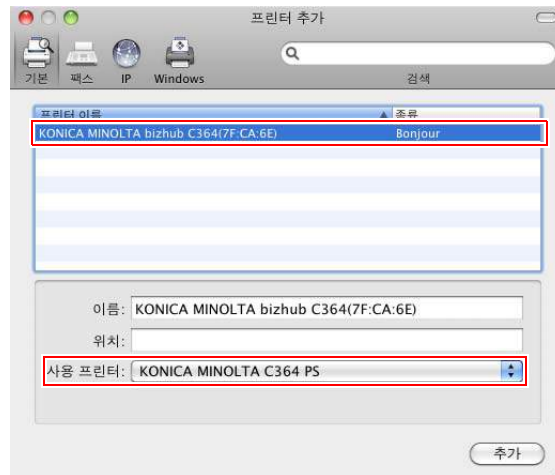 프린터 추가
기본 팩스 IP Windows 검색
프린터 이름 종류
KONICA MINOLTA bizhub C364(7F:CA:6E) Bonjour
이름: KONICA MINOLTA bizhub C364(7F:CA:6E)
위치:
사용 프린터: KONICA MINOLTA C364 PS
추가